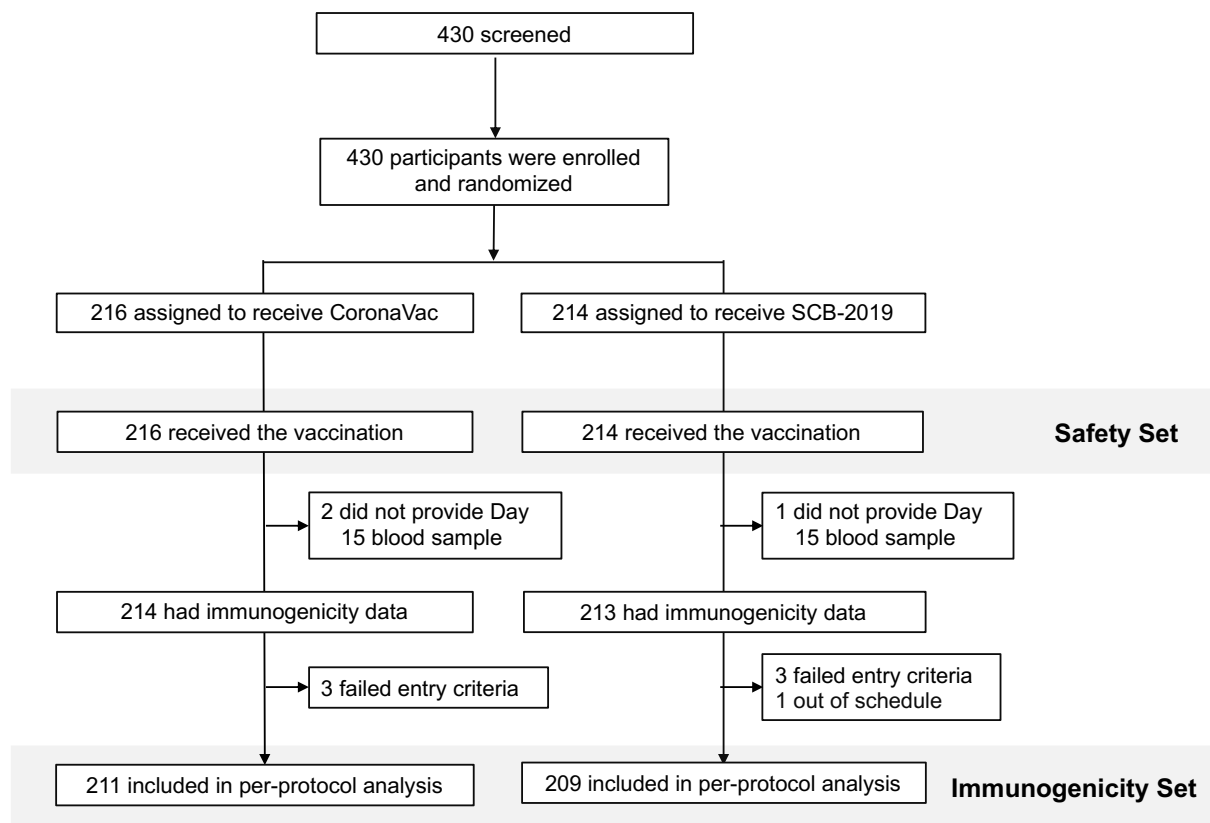 430 screened
430 participants were enrolled
and randomized
216 assigned to receive CoronaVac
214 assigned to receive SCB-2019
216 received the vaccination
214 received the vaccination
Safety Set
2 did not provide Day
15 blood sample
1 did not provide Day
15 blood sample
214 had immunogenicity data
213 had immunogenicity data
3 failed entry criteria
3 failed entry criteria
1 out of schedule
211 included in per-protocol analysis
209 included in per-protocol analysis
Immunogenicity Set